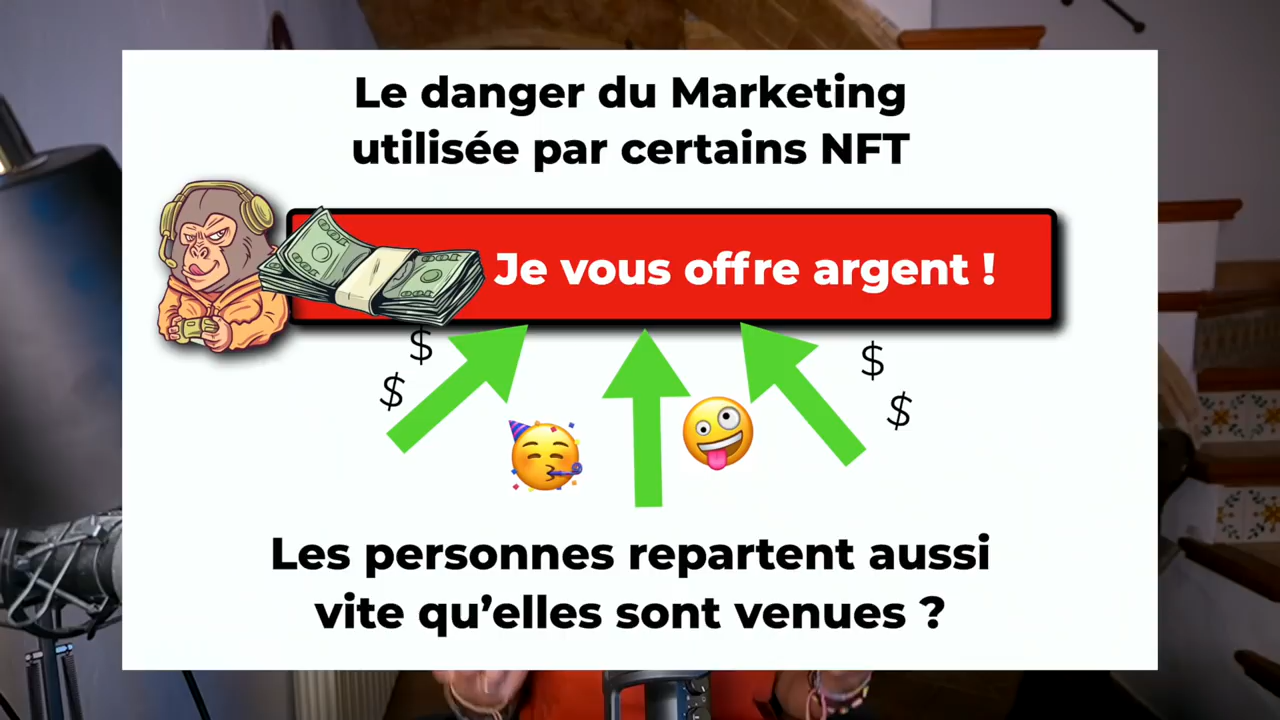 Le danger du Marketing
utilisée par certains NFT
Je vous offre argent !
$
$
$
$
Les personnes repartent aussi
vite qu’elles sont venues ?